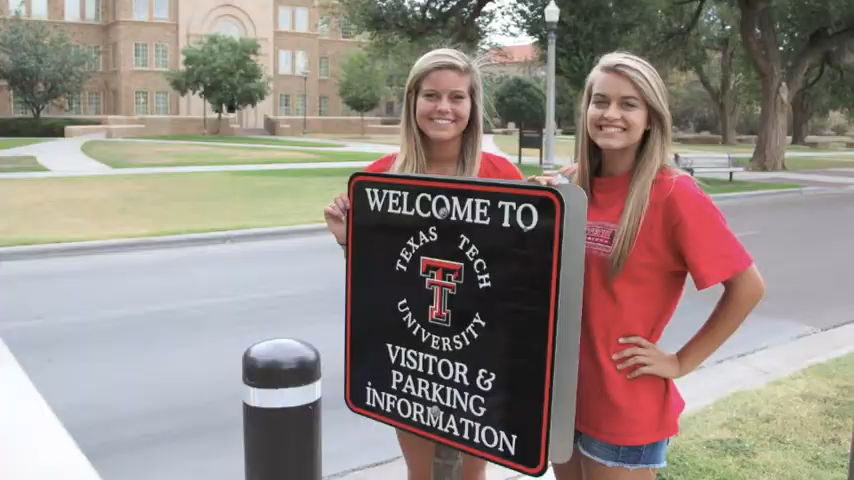 WELCOME TO
TEXAS TECH
UNIVERSITY
VISITOR &
PARKING
INFORMATION